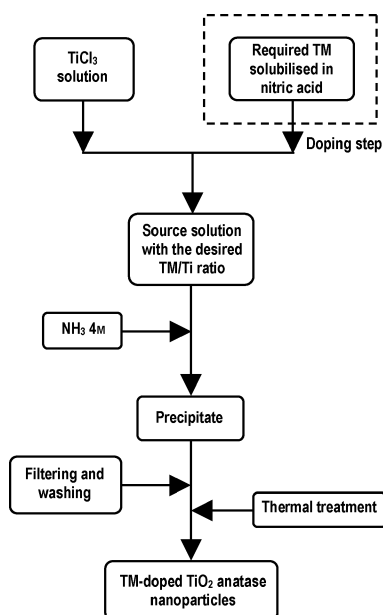 TiCl₃
solution
Required TM
solubilised in
nitric acid
Doping step
Source solution
with the desired
TM/Ti ratio
NH₃ 4M
Precipitate
Filtering and
washing
Thermal treatment
TM-doped TiO₂ anatase
nanoparticles